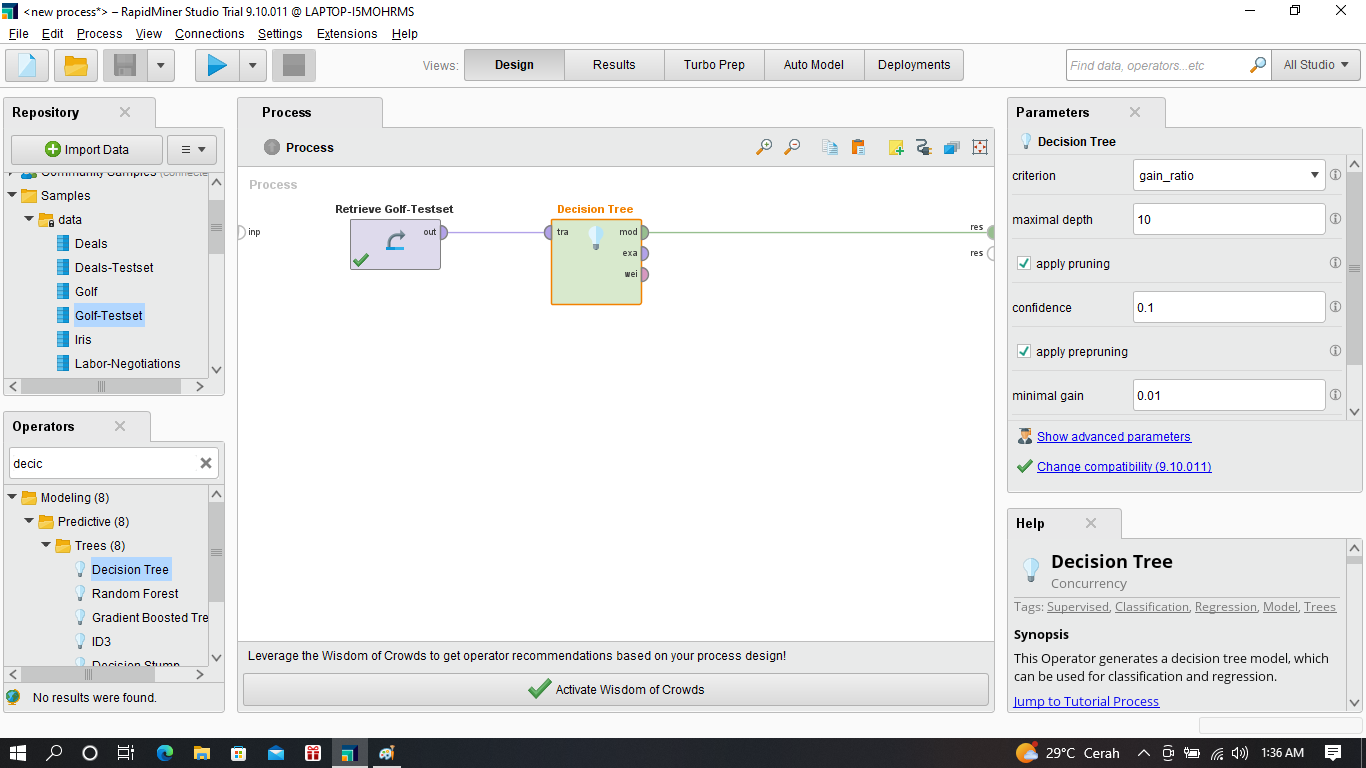 <new process*> – RapidMiner Studio Trial 9.10.011 @ LAPTOP-I5MOHRMS
File Edit Process View Connections Settings Extensions Help
Views: Design Results Turbo Prep Auto Model Deployments
Find data, operators...etc
All Studio
Repository
Import Data
Community Samples (connected
Samples
data
Deals
Deals-Testset
Golf
Golf-Testset
Iris
Labor-Negotiations
Operators
decic
Modeling (8)
Predictive (8)
Trees (8)
Decision Tree
Random Forest
Gradient Boosted Tre
ID3
Decision Stump
No results were found.
Process
Process
Process
Retrieve Golf-Testset
Decision Tree
inp
out
tra
mod
exa
wei
res
res
Leverage the Wisdom of Crowds to get operator recommendations based on your process design!
Activate Wisdom of Crowds
Parameters
Decision Tree
criterion gain_ratio
maximal depth 10
apply pruning
confidence 0.1
apply prepruning
minimal gain 0.01
Show advanced parameters
Change compatibility (9.10.011)
Help
Decision Tree
Concurrency
Tags: Supervised, Classification, Regression, Model, Trees
Synopsis
This Operator generates a decision tree model, which
can be used for classification and regression.
Jump to Tutorial Process
29°C Cerah
1:36 AM